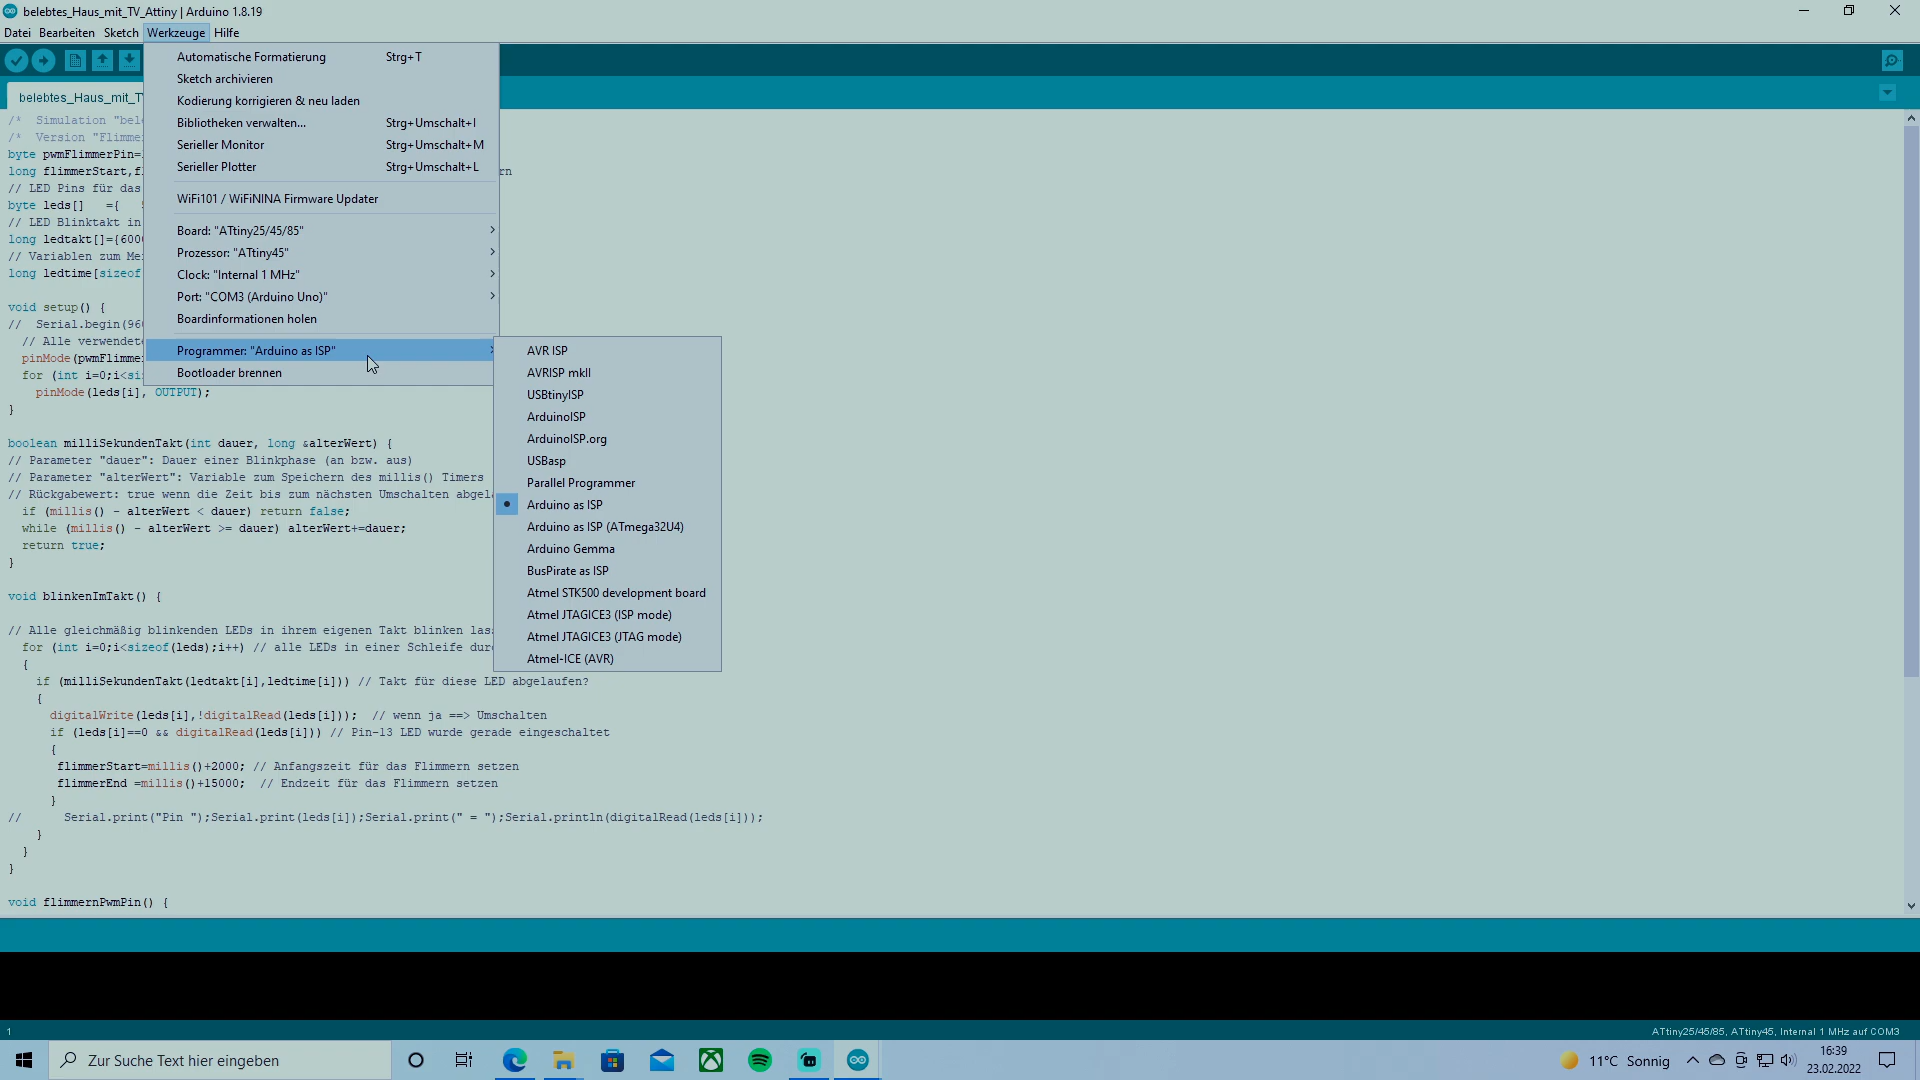 belebtes_Haus_mit_TV_Attiny | Arduino 1.8.19
Datei Bearbeiten Sketch Werkzeuge Hilfe
belebtes_Haus_mit_T
Automatische Formatierung Strg+T
Sketch archivieren
Kodierung korrigieren & neu laden
Bibliotheken verwalten... Strg+Umschalt+I
Serieller Monitor Strg+Umschalt+M
Serieller Plotter Strg+Umschalt+L
WiFi101 / WiFiNINA Firmware Updater
Board: "ATtiny25/45/85"
Prozessor: "ATtiny45"
Clock: "Internal 1 MHz"
Port: "COM3 (Arduino Uno)"
Boardinformationen holen
Programmer: "Arduino as ISP"
Bootloader brennen
AVR ISP
AVRISP mkII
USBtinyISP
ArduinoISP
ArduinoISP.org
USBasp
Parallel Programmer
Arduino as ISP
Arduino as ISP (ATmega32U4)
Arduino Gemma
BusPirate as ISP
Atmel STK500 development board
Atmel JTAGICE3 (ISP mode)
Atmel JTAGICE3 (JTAG mode)
Atmel-ICE (AVR)
/* Simulation "bel
/* Version "Flimme
byte pwmFlimmerPin=
long flimmerStart,f rn
// LED Pins für das
byte leds[] ={
// LED Blinktakt in
long ledtakt[]={600
// Variablen zum Me
long ledtime[sizeof
void setup() {
// Serial.begin(96
// Alle verwendet
pinMode(pwmFlimme
for (int i=0;i<si
pinMode(leds[i], OUTPUT);
}
boolean milliSekundenTakt(int dauer, long &alterWert) {
// Parameter "dauer": Dauer einer Blinkphase (an bzw. aus)
// Parameter "alterWert": Variable zum Speichern des millis() Timers
// Rückgabewert: true wenn die Zeit bis zum nächsten Umschalten abgel
if (millis() - alterWert < dauer) return false;
while (millis() - alterWert >= dauer) alterWert+=dauer;
return true;
}
void blinkenImTakt() {
// Alle gleichmäßig blinkenden LEDs in ihrem eigenen Takt blinken las
for (int i=0;i<sizeof(leds);i++) // alle LEDs in einer Schleife dur
{
if (milliSekundenTakt(ledtakt[i],ledtime[i])) // Takt für diese LED abgelaufen?
{
digitalWrite(leds[i],!digitalRead(leds[i])); // wenn ja ==> Umschalten
if (leds[i]==0 && digitalRead(leds[i])) // Pin-13 LED wurde gerade eingeschaltet
{
flimmerStart=millis()+2000; // Anfangszeit für das Flimmern setzen
flimmerEnd =millis()+15000; // Endzeit für das Flimmern setzen
}
// Serial.print("Pin ");Serial.print(leds[i]);Serial.print(" = ");Serial.println(digitalRead(leds[i]));
}
}
}
void flimmernPwmPin() {
1
ATtiny25/45/85, ATtiny45, Internal 1 MHz auf COM3
Zur Suche Text hier eingeben
11°C Sonnig
16:39
23.02.2022